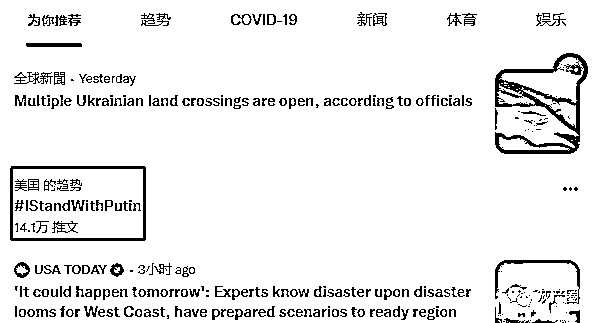 为你推荐 趋势 COVID-19 新闻 体育 娱乐
全球新聞 · Yesterday
Multiple Ukrainian land crossings are open, according to officials
美国 的趋势
#IStandWithPutin
14.1万 推文
USA TODAY · 3小时 ago
'It could happen tomorrow': Experts know disaster upon disaster
looms for West Coast, have prepared scenarios to ready region
灰产圈